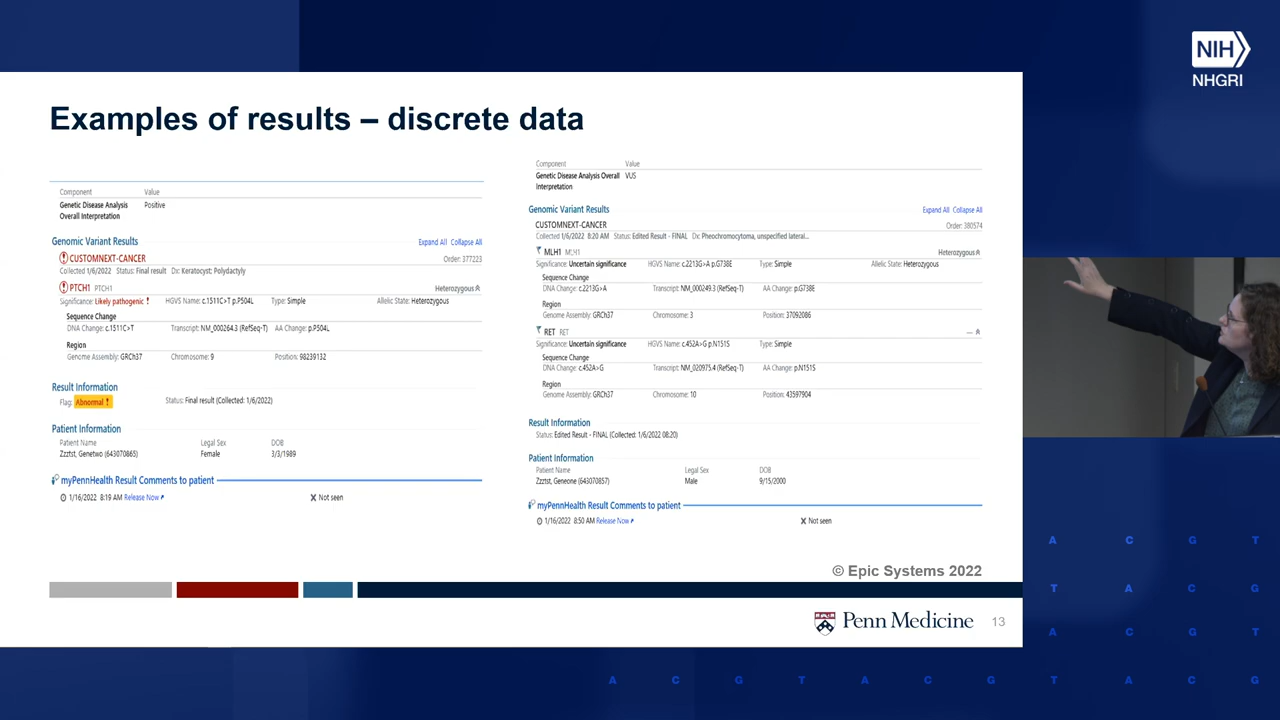 NIH
NHGRI
Examples of results – discrete data
Component Value
Genetic Disease Analysis Positive
Overall Interpretation
Genomic Variant Results Expand All Collapse All
CUSTOMNEXT-CANCER Order: 377223
Collected 1/6/2022 Status: Final result Dx: Keratocyst; Polydactyly
PTCH1 PTCH1 Heterozygous
Significance: Likely pathogenic ! HGVS Name: c.1511C>T p.P504L Type: Simple Allelic State: Heterozygous
Sequence Change
DNA Change: c.1511C>T Transcript: NM_000264.3 (RefSeq-T) AA Change: p.P504L
Region
Genome Assembly: GRCh37 Chromosome: 9 Position: 98239132
Result Information
Flag: Abnormal ! Status: Final result (Collected: 1/6/2022)
Patient Information
Patient Name Legal Sex DOB
Zzztst, Genetwo (643070865) Female 3/3/1989
myPennHealth Result Comments to patient
1/16/2022 8:19 AM Release Now Not seen
Component Value
Genetic Disease Analysis Overall VUS
Interpretation
Genomic Variant Results Expand All Collapse All
CUSTOMNEXT-CANCER Order: 380574
Collected 1/6/2022 8:20 AM Status: Edited Result - FINAL Dx: Pheochromocytoma, unspecified lateral...
MLH1 MLH1 Heterozygous
Significance: Uncertain significance HGVS Name: c.2213G>A p.G738E Type: Simple Allelic State: Heterozygous
Sequence Change
DNA Change: c.2213G>A Transcript: NM_000249.3 (RefSeq-T) AA Change: p.G738E
Region
Genome Assembly: GRCh37 Chromosome: 3 Position: 37092086
RET RET —
Significance: Uncertain significance HGVS Name: c.452A>G p.N151S Type: Simple
Sequence Change
DNA Change: c.452A>G Transcript: NM_020975.4 (RefSeq-T) AA Change: p.N151S
Region
Genome Assembly: GRCh37 Chromosome: 10 Position: 43597904
Result Information
Status: Edited Result - FINAL (Collected: 1/6/2022 08:20)
Patient Information
Patient Name Legal Sex DOB
Zzztst, Geneone (643070857) Male 9/15/2000
myPennHealth Result Comments to patient
1/16/2022 8:50 AM Release Now Not seen
© Epic Systems 2022
Penn Medicine 13
A C G T
T A C G
A C G T
A C G T A C G T A C G